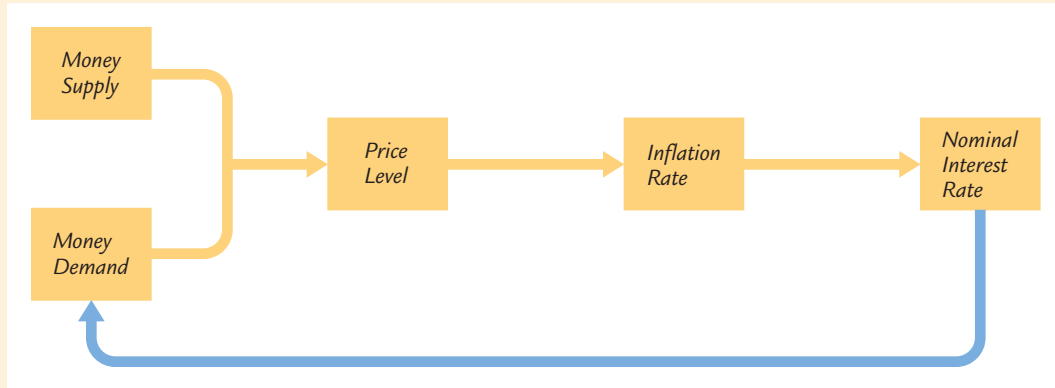 Money
Supply
Money
Demand
Price
Level
Inflation
Rate
Nominal
Interest
Rate